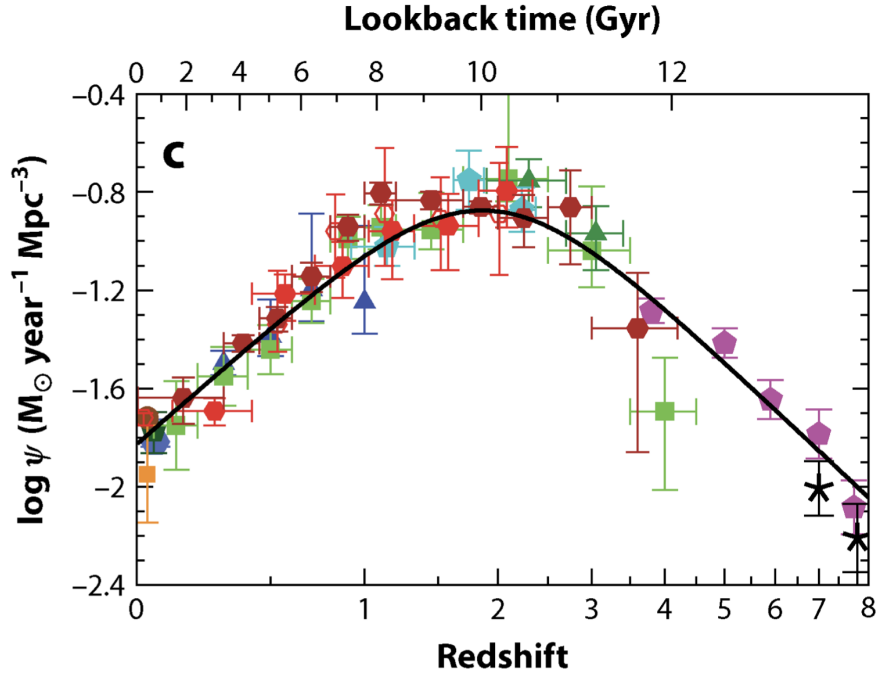 Lookback time (Gyr)
0 2 4 6 8 10 12
C
log ψ (M⊙ year−1 Mpc−3)
−0.4
−0.8
−1.2
−1.6
−2
−2.4
0 1 2 3 4 5 6 7 8
Redshift